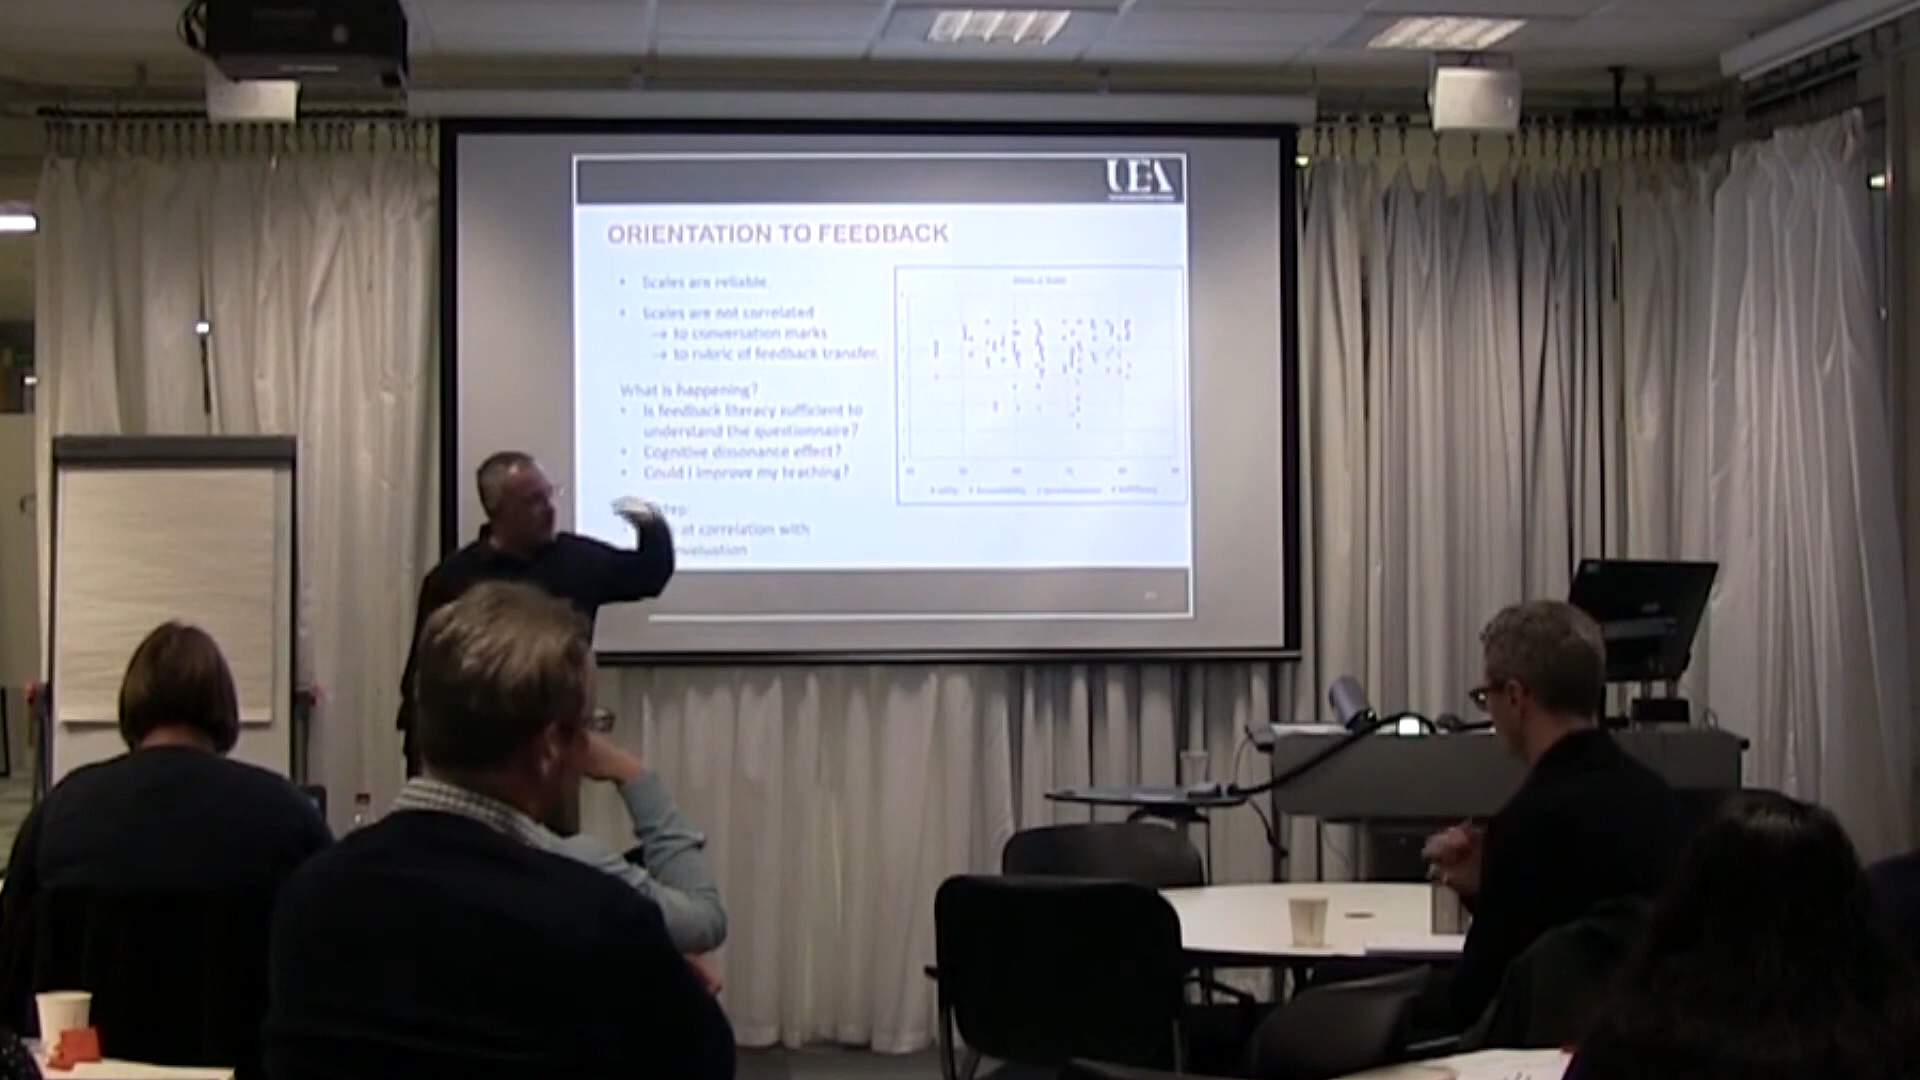 UEA
ORIENTATION TO FEEDBACK
• Scales are reliable.
• Scales are not correlated
→ to conversation marks
→ to rubric of feedback transfer.
What is happening?
• Is feedback literacy sufficient to
understand the questionnaire?
• Cognitive dissonance effect?
• Could I improve my teaching?
step:
at correlation with
evaluation